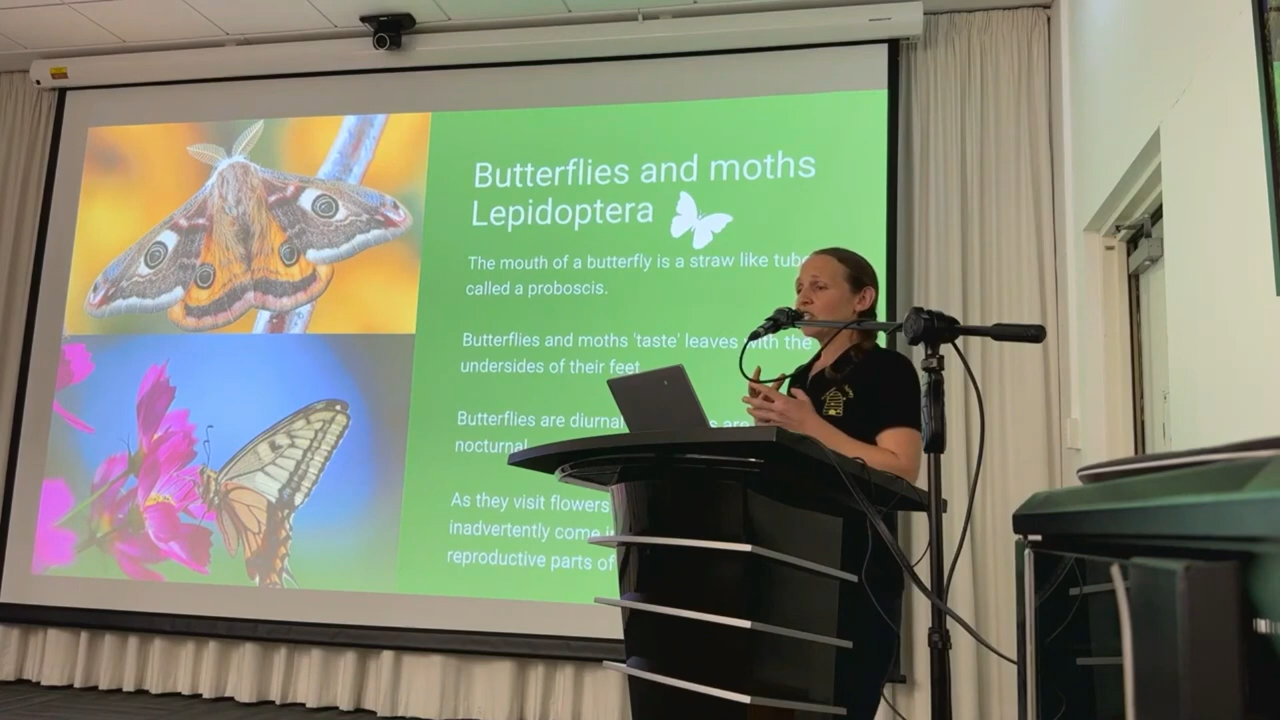 Butterflies and moths
Lepidoptera
The mouth of a butterfly is a straw like tube
called a proboscis.
Butterflies and moths 'taste' leaves with the
undersides of their feet
Butterflies are diurnal are
nocturnal
As they visit flowers
inadvertently come
reproductive parts of